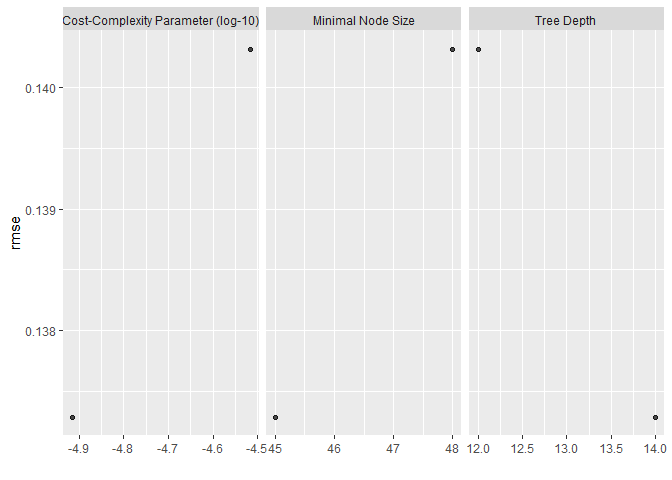 Cost-Complexity Parameter (log-10) Minimal Node Size Tree Depth
0.140
0.139
0.138
rmse
-4.9 -4.8 -4.7 -4.6 -4.5 45 46 47 48 12.0 12.5 13.0 13.5 14.0